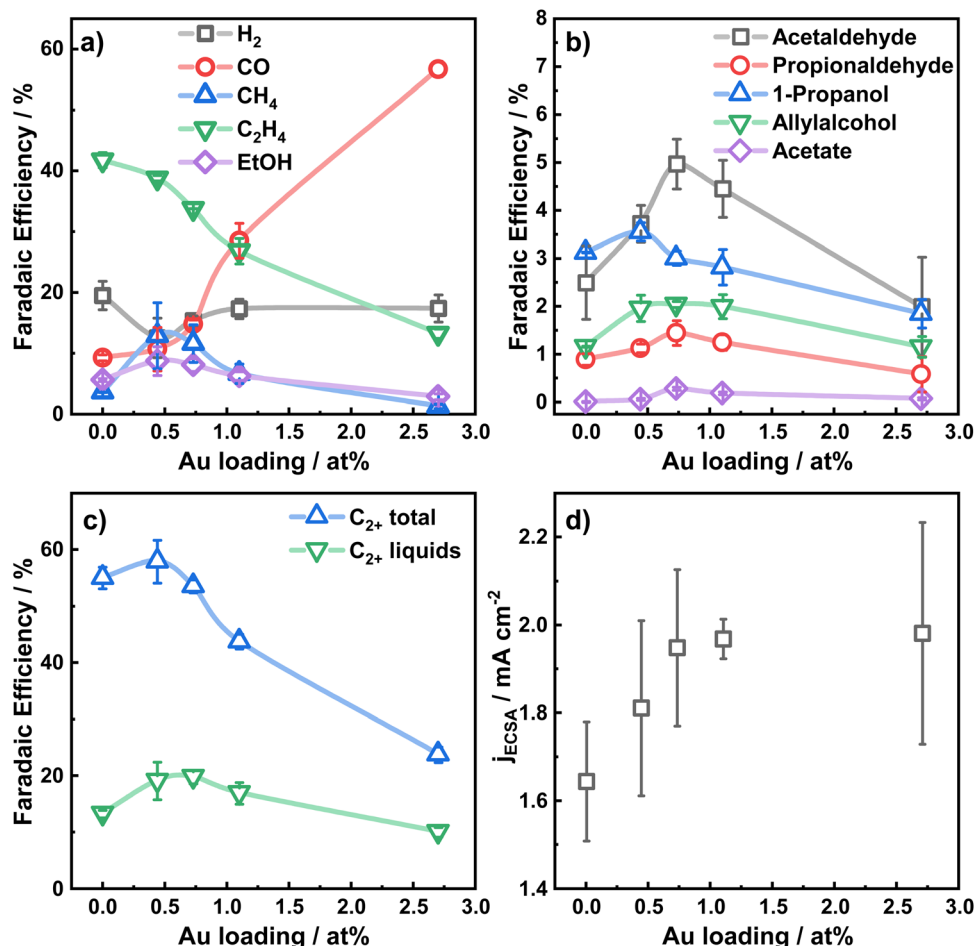 a)
H₂
CO
CH₄
C₂H₄
EtOH
Faradaic Efficiency / %
60
40
20
0
0.0 0.5 1.0 1.5 2.0 2.5 3.0
Au loading / at%
b)
Acetaldehyde
Propionaldehyde
1-Propanol
Allylalcohol
Acetate
Faradaic Efficiency / %
8
7
6
5
4
3
2
1
0
0.0 0.5 1.0 1.5 2.0 2.5 3.0
Au loading / at%
c)
C₂₊ total
C₂₊ liquids
Faradaic Efficiency / %
60
40
20
0
0.0 0.5 1.0 1.5 2.0 2.5 3.0
Au loading / at%
d)
j_ECSA / mA cm⁻²
2.2
2.0
1.8
1.6
1.4
0.0 0.5 1.0 1.5 2.0 2.5 3.0
Au loading / at%